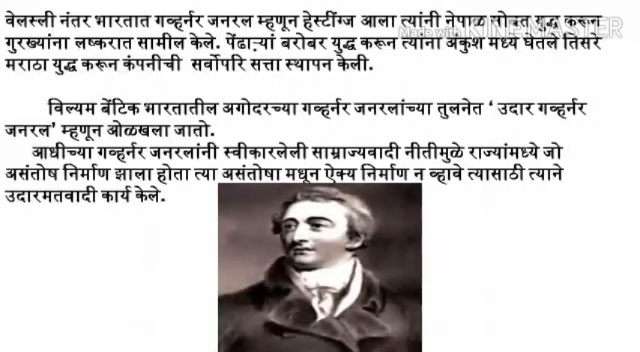 वेलस्ली नंतर भारतात गव्हर्नर जनरल म्हणून हेस्टींग्ज आला त्यांनी नेपाळ सोबत युद्ध करून
गुरख्यांना लष्करात सामील केले. पेंढाऱ्यां बरोबर युद्ध करून त्यांना अंकुश मध्ये घेतले तिसरे
मराठा युद्ध करून कंपनीची सर्वोपरि सत्ता स्थापन केली.
विल्यम बेंटिक भारतातील अगोदरच्या गव्हर्नर जनरलांच्या तुलनेत ‘ उदार गव्हर्नर
जनरल’ म्हणून ओळखला जातो.
आधीच्या गव्हर्नर जनरलांनी स्वीकारलेली साम्राज्यवादी नीतीमुळे राज्यांमध्ये जो
असंतोष निर्माण झाला होता त्या असंतोषा मधून ऐक्य निर्माण न व्हावे त्यासाठी त्याने
उदारमतवादी कार्य केले.
Made with KINEMASTER